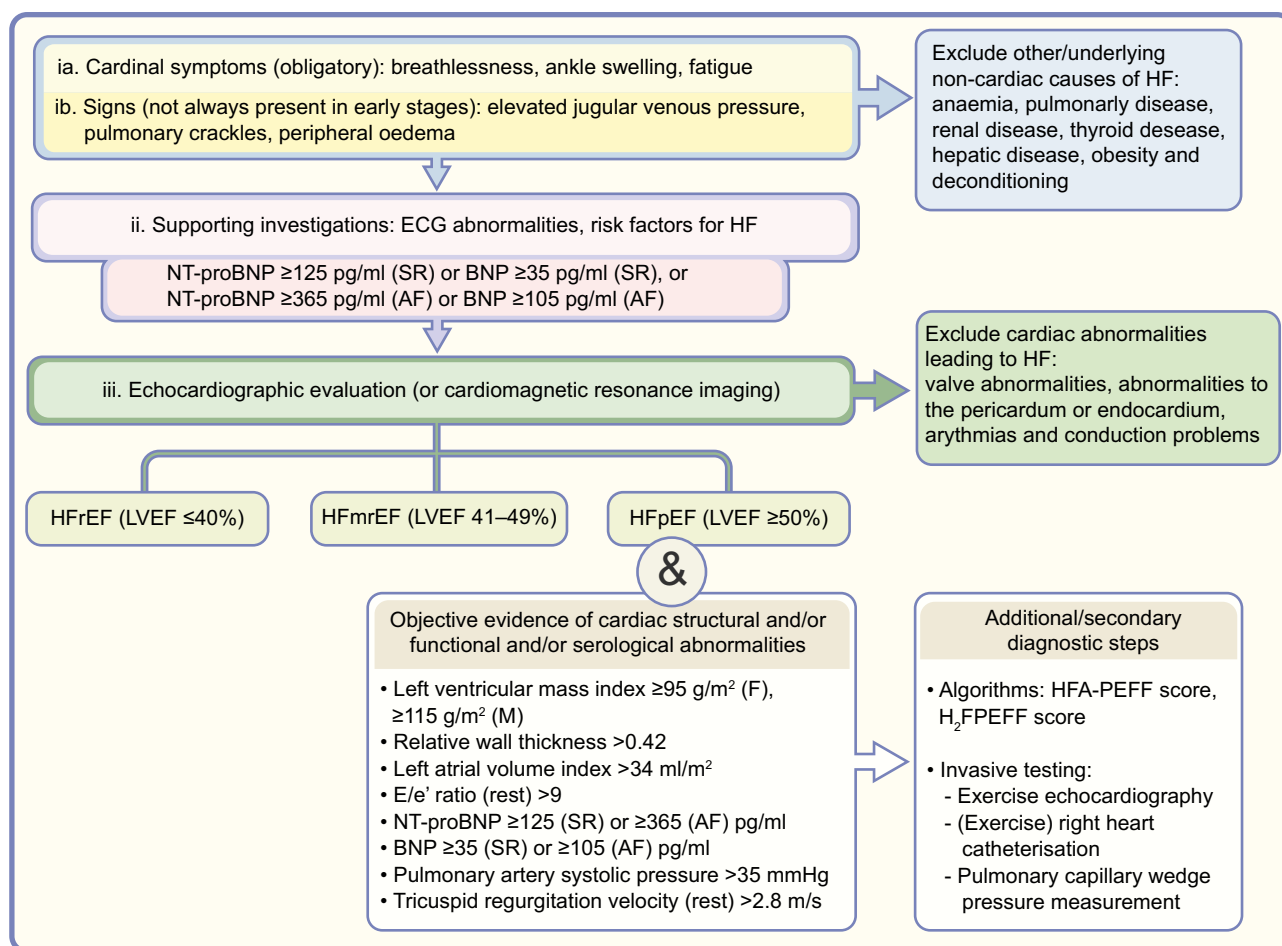 ia. Cardinal symptoms (obligatory): breathlessness, ankle swelling, fatigue
ib. Signs (not always present in early stages): elevated jugular venous pressure,
pulmonary crackles, peripheral oedema
Exclude other/underlying
non-cardiac causes of HF:
anaemia, pulmonarly disease,
renal disease, thyroid desease,
hepatic disease, obesity and
deconditioning
ii. Supporting investigations: ECG abnormalities, risk factors for HF
NT-proBNP ≥125 pg/ml (SR) or BNP ≥35 pg/ml (SR), or
NT-proBNP ≥365 pg/ml (AF) or BNP ≥105 pg/ml (AF)
iii. Echocardiographic evaluation (or cardiomagnetic resonance imaging)
Exclude cardiac abnormalities
leading to HF:
valve abnormalities, abnormalities to
the pericardum or endocardium,
arythmias and conduction problems
HFrEF (LVEF ≤40%)
HFmrEF (LVEF 41–49%)
HFpEF (LVEF ≥50%)
&
Objective evidence of cardiac structural and/or
functional and/or serological abnormalities
• Left ventricular mass index ≥95 g/m² (F),
≥115 g/m² (M)
• Relative wall thickness >0.42
• Left atrial volume index >34 ml/m²
• E/e' ratio (rest) >9
• NT-proBNP ≥125 (SR) or ≥365 (AF) pg/ml
• BNP ≥35 (SR) or ≥105 (AF) pg/ml
• Pulmonary artery systolic pressure >35 mmHg
• Tricuspid regurgitation velocity (rest) >2.8 m/s
Additional/secondary
diagnostic steps
• Algorithms: HFA-PEFF score,
H₂FPEFF score
• Invasive testing:
- Exercise echocardiography
- (Exercise) right heart
catheterisation
- Pulmonary capillary wedge
pressure measurement